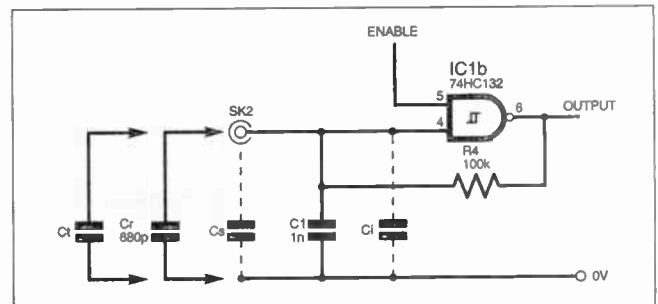 ENABLE
IC1b
74HC132
5
4
6
OUTPUT
SK2
R4
100k
Ct
Cr
680p
Cs
C1
1n
Ci
0V